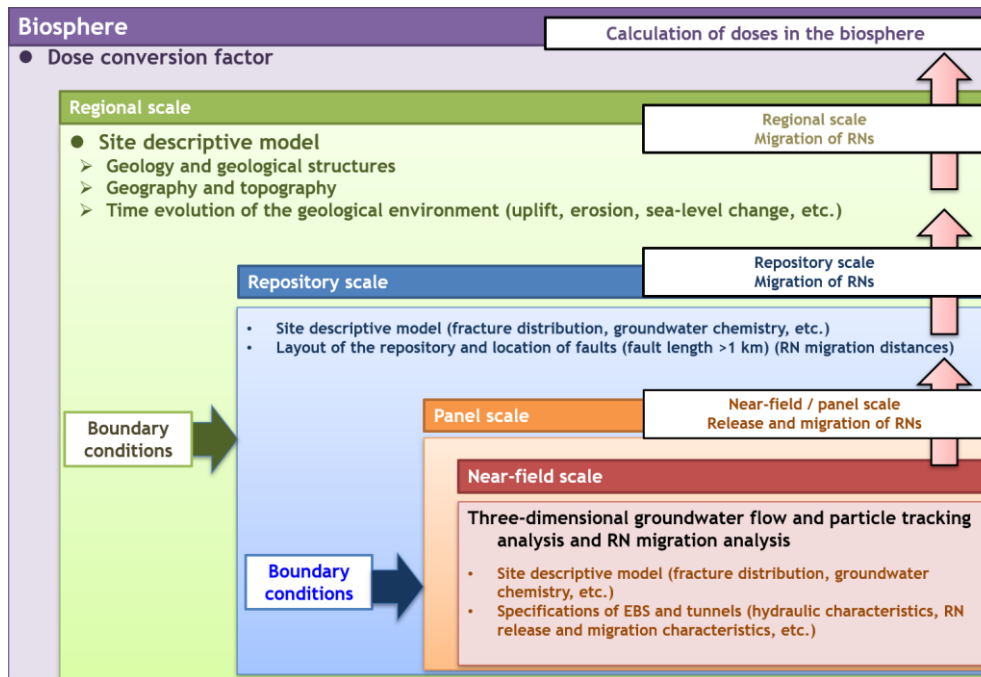 Biosphere
Calculation of doses in the biosphere
● Dose conversion factor
Regional scale
Regional scale
Migration of RNs
● Site descriptive model
➢ Geology and geological structures
➢ Geography and topography
➢ Time evolution of the geological environment (uplift, erosion, sea-level change, etc.)
Repository scale
Migration of RNs
Repository scale
• Site descriptive model (fracture distribution, groundwater chemistry, etc.)
• Layout of the repository and location of faults (fault length >1 km) (RN migration distances)
Near-field / panel scale
Release and migration of RNs
Panel scale
Boundary
conditions
Near-field scale
Three-dimensional groundwater flow and particle tracking
analysis and RN migration analysis
• Site descriptive model (fracture distribution, groundwater
chemistry, etc.)
• Specifications of EBS and tunnels (hydraulic characteristics, RN
release and migration characteristics, etc.)
Boundary
conditions